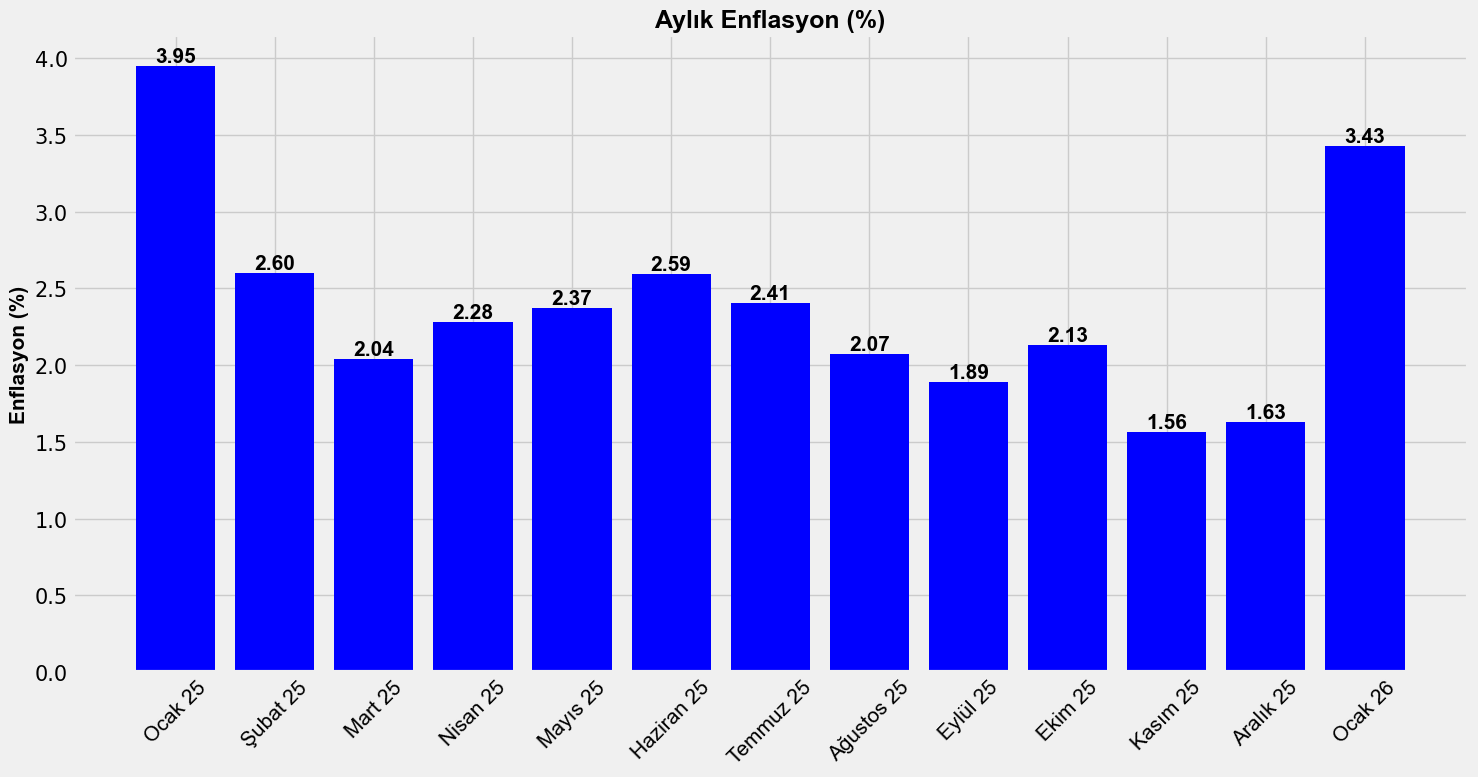 Aylık Enflasyon (%)
Enflasyon (%)
4.0
3.5
3.0
2.5
2.0
1.5
1.0
0.5
0.0
3.95
2.60
2.04
2.28
2.37
2.59
2.41
2.07
1.89
2.13
1.56
1.63
3.43
Ocak 25
Şubat 25
Mart 25
Nisan 25
Mayıs 25
Haziran 25
Temmuz 25
Ağustos 25
Eylül 25
Ekim 25
Kasım 25
Aralık 25
Ocak 26